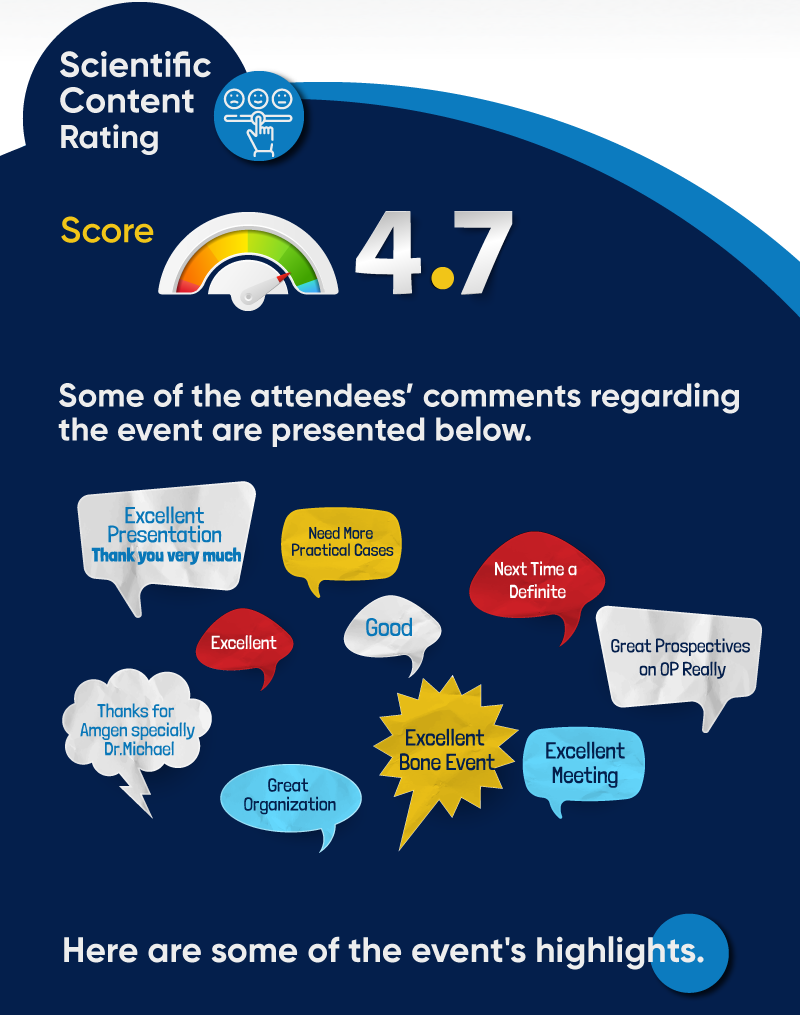 Scientific
Content
Rating
Score
4.7
Some of the attendees’ comments regarding
the event are presented below.
Excellent
Presentation
Thank you very much
Need More
Practical Cases
Next Time a
Definite
Excellent
Good
Great Prospectives
on OP Really
Thanks for
Amgen specially
Dr.Michael
Great
Organization
Excellent
Bone Event
Excellent
Meeting
Here are some of the event's highlights.